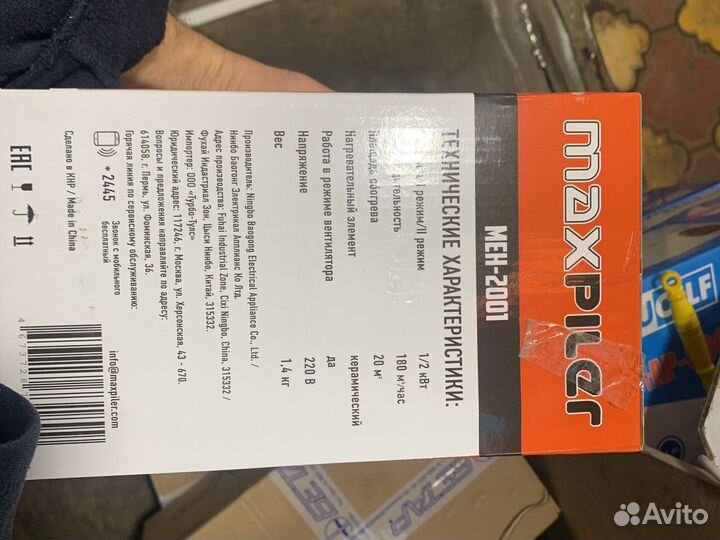 maxpiler
MEH-2001
ТЕХНИЧЕСКИЕ ХАРАКТЕРИСТИКИ:
режим/II режим 1/2 кВт
180 м³/час
Площадь обогрева 20 м²
Нагревательный элемент керамический
Работа в режиме вентилятора да
Напряжение 220 В
Вес 1,4 кг
Производитель: Ningbo Baogong Electrical Appliance Co., Ltd. /
Нинбо Баогонг Электрикал Апплианс Ко Лтд.
Адрес производства: Fuhai Industrial Zone, Cixi Ningbo, China, 315332 /
Фухай Индастриал Зон, Цыси Нинбо, Китай, 315332.
Импортер: ООО «Турбо-Тулс»
Юридический адрес: 117246, г. Москва, ул. Херсонская, 43 - 670.
Вопросы и предложения направляйте по адресу:
614058, г. Пермь, ул. Фоминская, 36.
Горячая линия по сервисному обслуживанию:
* 2445 Звонок с мобильного
бесплатный
info@maxpiler.com
Сделано в КНР / Made in China
EAC
Avito